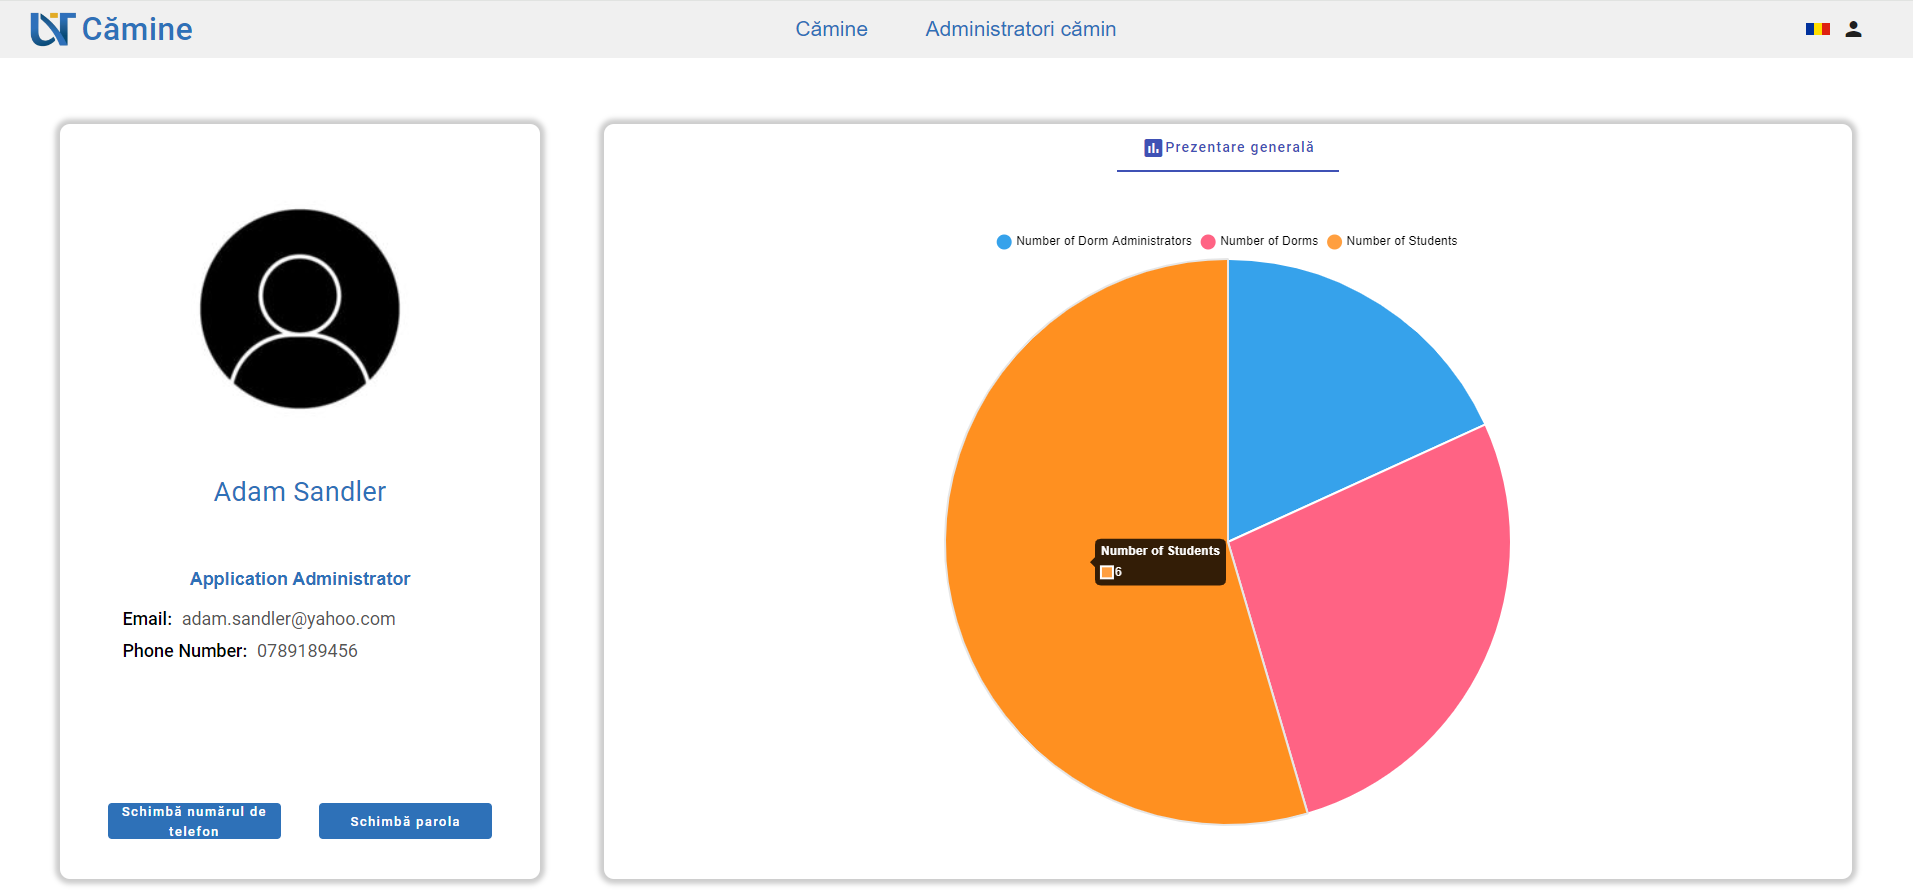 UVT Cămine
Cămine
Administratori cămin
Adam Sandler
Application Administrator
Email: adam.sandler@yahoo.com
Phone Number: 0789189456
Schimbă numărul de
telefon
Schimbă parola
Prezentare generală
Number of Dorm Administrators
Number of Dorms
Number of Students
Number of Students
6